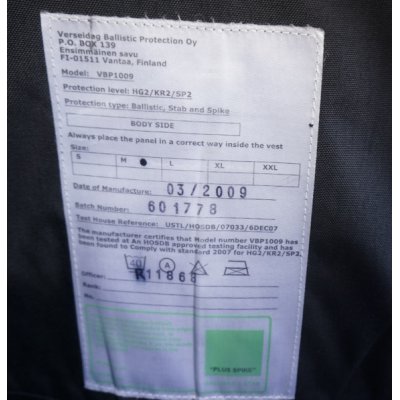 Verseidag Ballistic Protection Oy
P.O. BOX 139
Ensimmäinen savu
FI-01511 Vantaa, Finland
Model: VBP1009
Protection level: HG2/KR2/SP2
Protection type: Ballistic, Stab and Spike
BODY SIDE
Always place the panel in a correct way inside the vest
Size:
S M L XL XXL
Date of Manufacture: 03/2009
Batch Number: 601778
Test House Reference: USTL/HOSDB/07033/6DEC07
The manufacturer certifies that Model number VBP1009 has
been tested at An HOSDB approved testing facility and has
been found to Comply with standard 2007 for HG2/KR2/SP2.
40 A
Officer: R11868
Rank:
No.
"PLUS SPIKE"